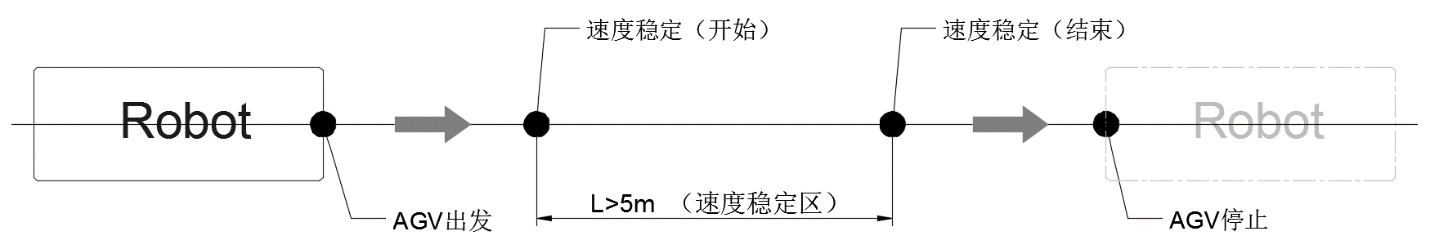 速度稳定（开始）
速度稳定（结束）
Robot
Robot
L>5m （速度稳定区）
AGV出发
AGV停止